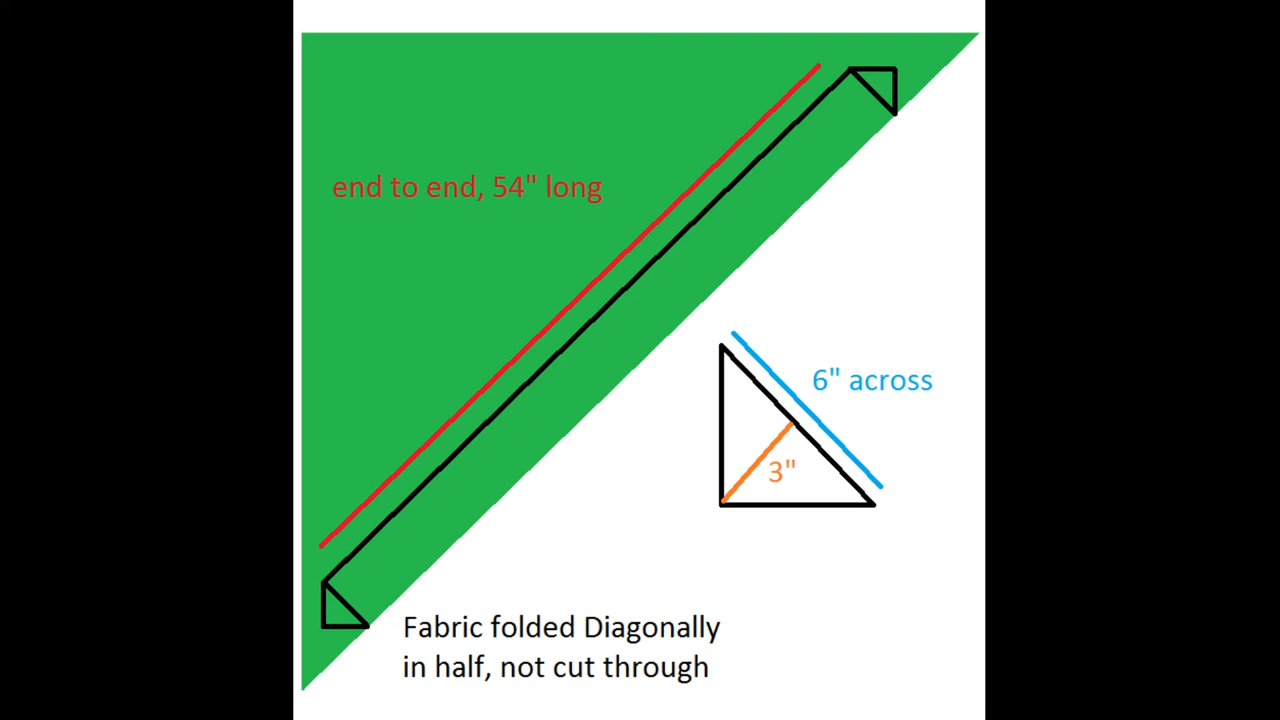 end to end, 54" long
6" across
3"
Fabric folded Diagonally
in half, not cut through